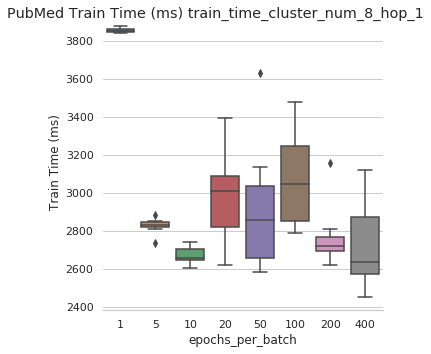 PubMed Train Time (ms) train_time_cluster_num_8_hop_1
3800
3600
3400
3200
3000
2800
2600
2400
Train Time (ms)
1 5 10 20 50 100 200 400
epochs_per_batch